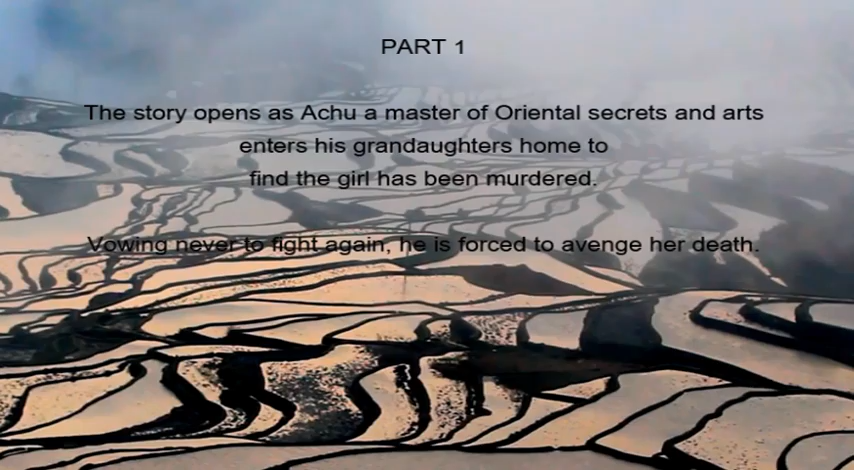 PART 1
The story opens as Achu a master of Oriental secrets and arts
enters his grandaughters home to
find the girl has been murdered.
Vowing never to fight again, he is forced to avenge her death.